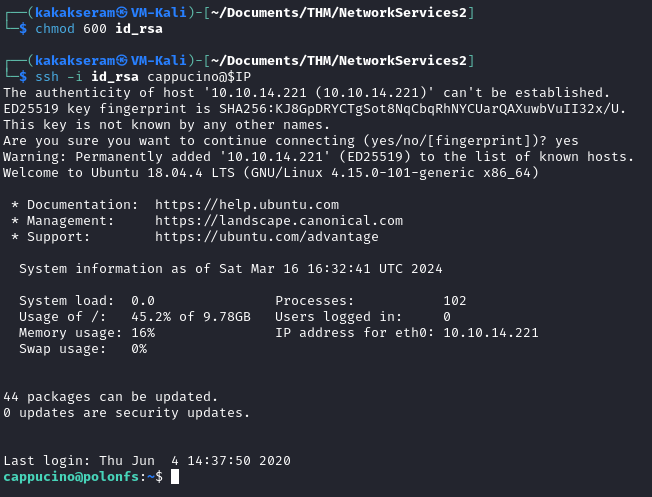 ┌──(kakakseram㉿VM-Kali)-[~/Documents/THM/NetworkServices2]
└─$ chmod 600 id_rsa
┌──(kakakseram㉿VM-Kali)-[~/Documents/THM/NetworkServices2]
└─$ ssh -i id_rsa cappucino@$IP
The authenticity of host '10.10.14.221 (10.10.14.221)' can't be established.
ED25519 key fingerprint is SHA256:KJ8GpDRYCTgSot8NqCbqRhNYCUarQAXuwbVuII32x/U.
This key is not known by any other names.
Are you sure you want to continue connecting (yes/no/[fingerprint])? yes
Warning: Permanently added '10.10.14.221' (ED25519) to the list of known hosts.
Welcome to Ubuntu 18.04.4 LTS (GNU/Linux 4.15.0-101-generic x86_64)
 * Documentation:  https://help.ubuntu.com
 * Management:     https://landscape.canonical.com
 * Support:        https://ubuntu.com/advantage
  System information as of Sat Mar 16 16:32:41 UTC 2024
  System load:  0.0               Processes:           102
  Usage of /:   45.2% of 9.78GB   Users logged in:     0
  Memory usage: 16%               IP address for eth0: 10.10.14.221
  Swap usage:   0%
44 packages can be updated.
0 updates are security updates.
Last login: Thu Jun  4 14:37:50 2020
cappucino@polonfs:~$